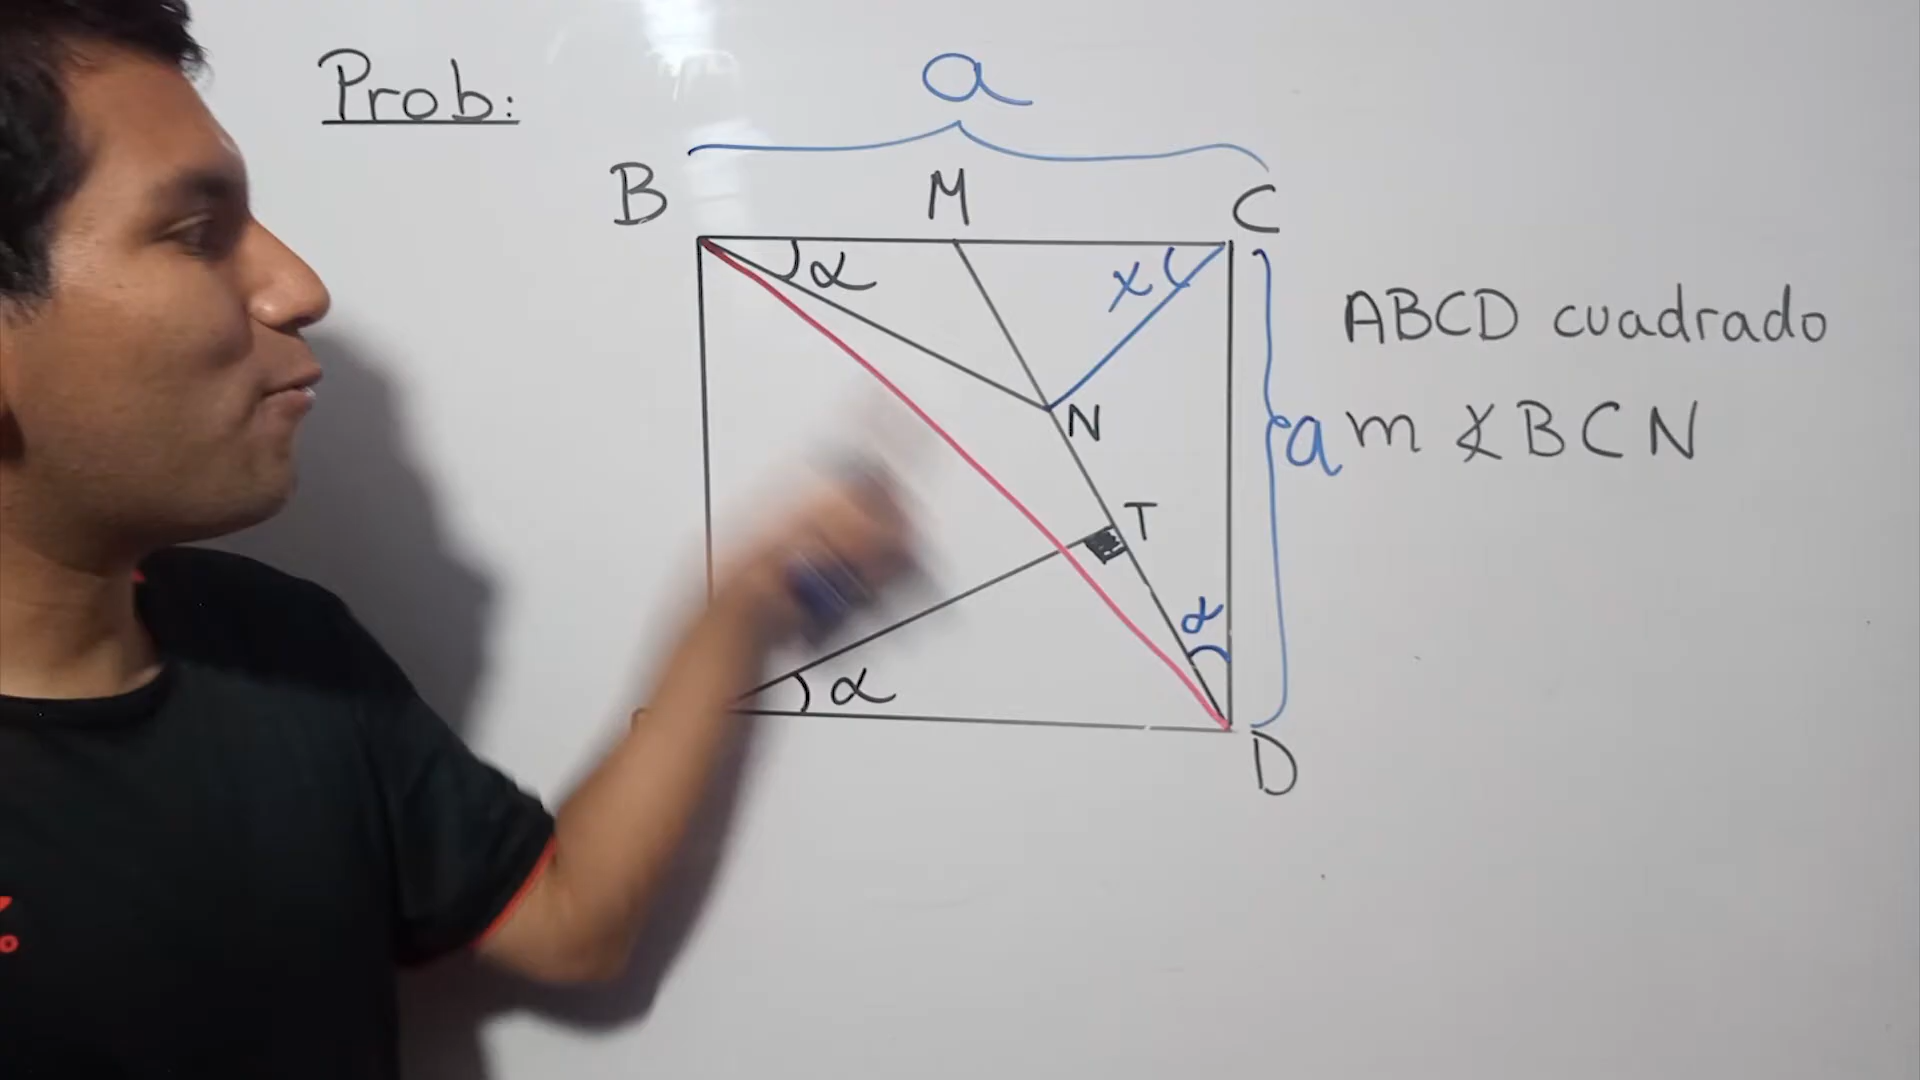 Prob:
a
B M C
α x
ABCD cuadrado
a m∢BCN
N
T
α
α
D